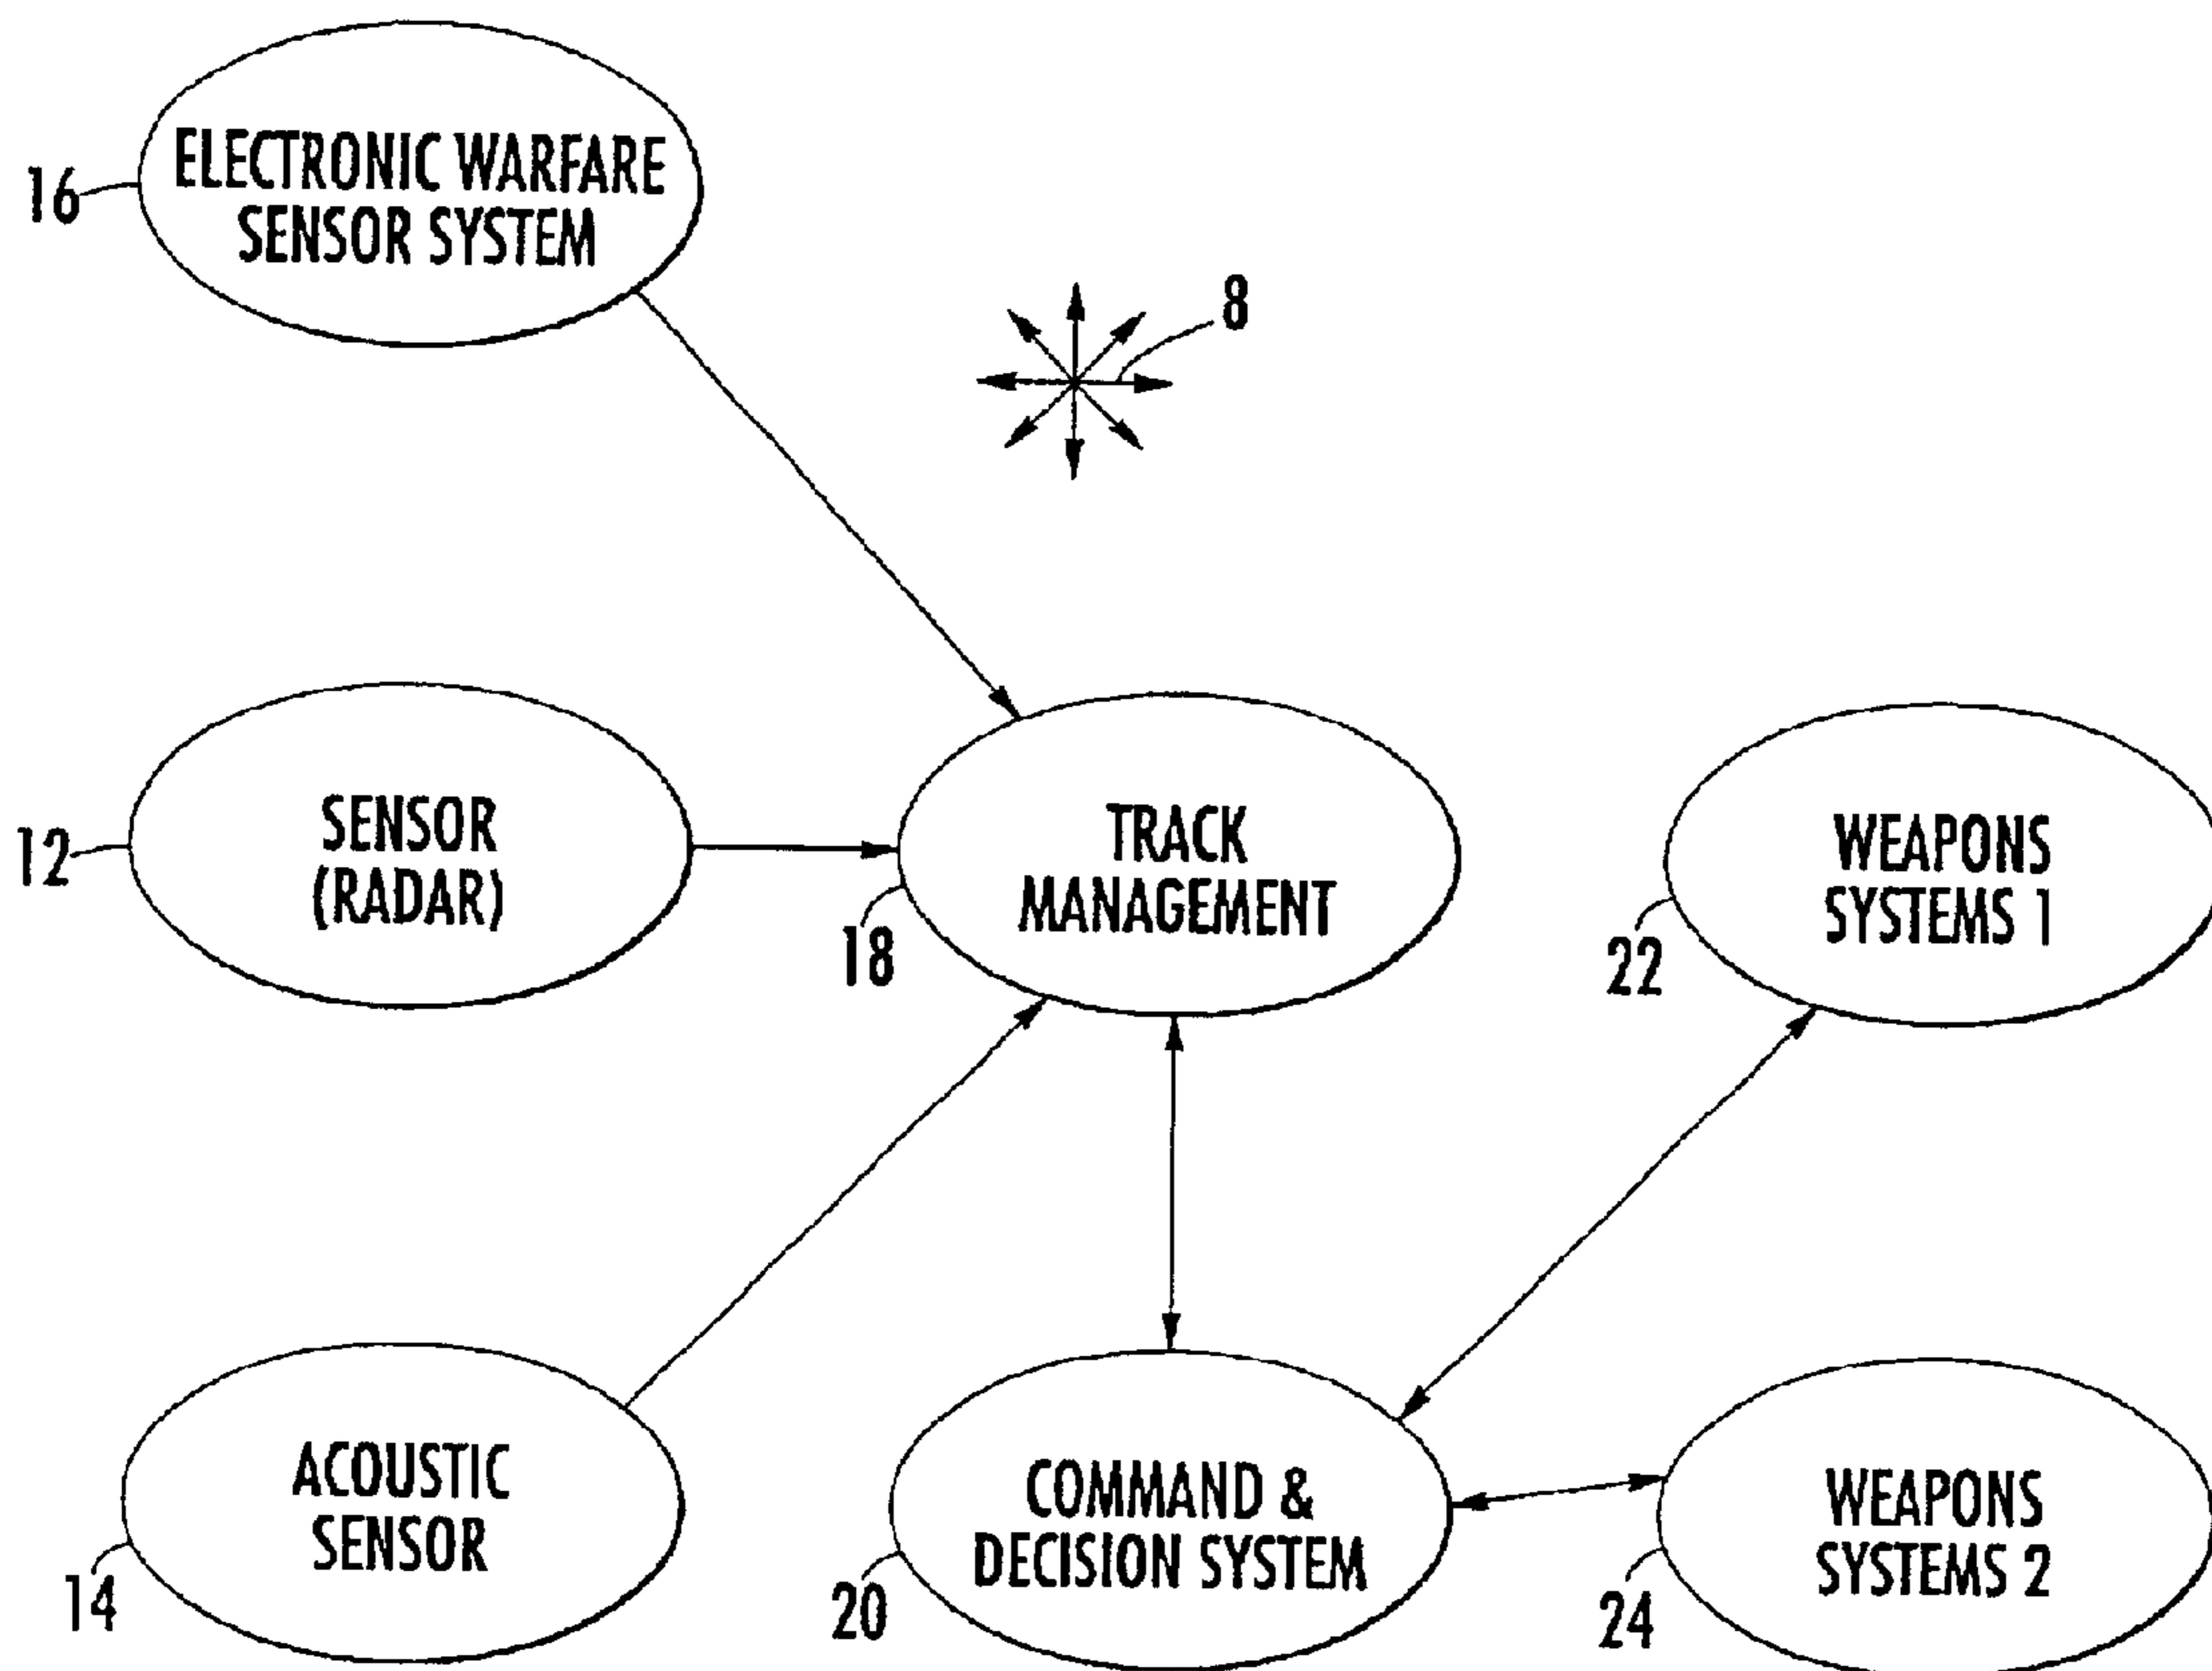 16
ELECTRONIC WARFARE
SENSOR SYSTEM
8
12
SENSOR
(RADAR)
18
TRACK
MANAGEMENT
22
WEAPONS
SYSTEMS 1
14
ACOUSTIC
SENSOR
20
COMMAND &
DECISION SYSTEM
24
WEAPONS
SYSTEMS 2